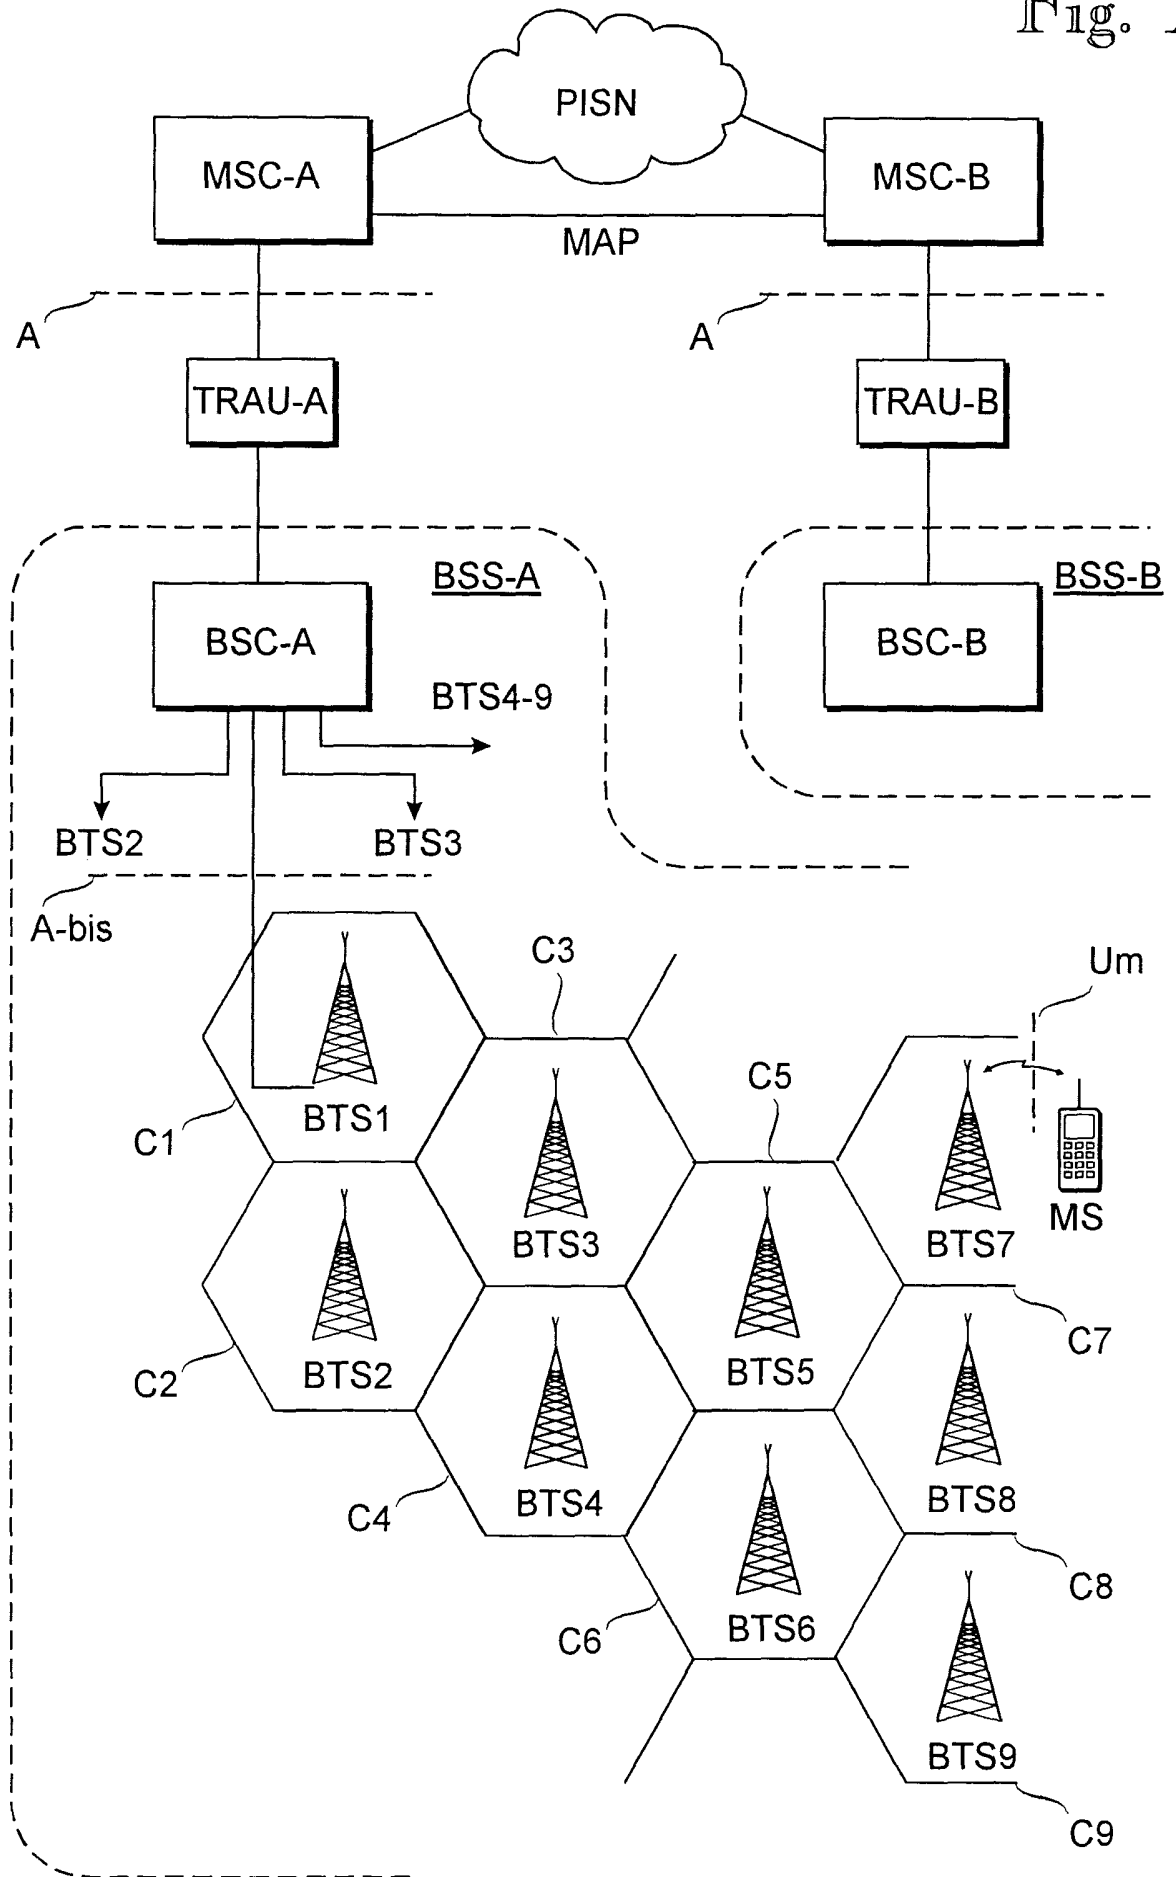 Fig.
PISN
MSC-A
MSC-B
MAP
A
A
TRAU-A
TRAU-B
BSS-A
BSS-B
BSC-A
BSC-B
BTS4-9
BTS2
BTS3
A-bis
C3
Um
C5
C1
BTS1
MS
BTS3
BTS7
C7
C2
BTS2
BTS5
C4
BTS4
BTS8
C8
C6
BTS6
BTS9
C9